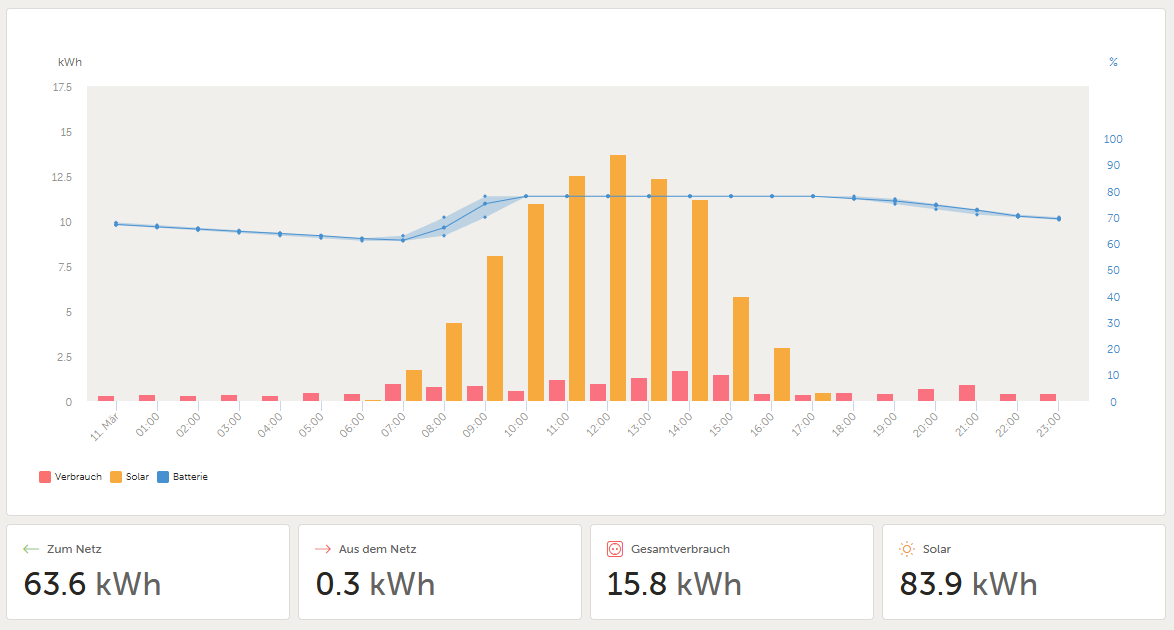 kWh
%
17.5
15
100
12.5
90
80
10
70
60
7.5
50
5
40
30
2.5
20
10
0
0
11. Mär 01:00 02:00 03:00 04:00 05:00 06:00 07:00 08:00 09:00 10:00 11:00 12:00 13:00 14:00 15:00 16:00 17:00 18:00 19:00 20:00 21:00 22:00 23:00
Verbrauch Solar Batterie
Zum Netz
63.6 kWh
Aus dem Netz
0.3 kWh
Gesamtverbrauch
15.8 kWh
Solar
83.9 kWh